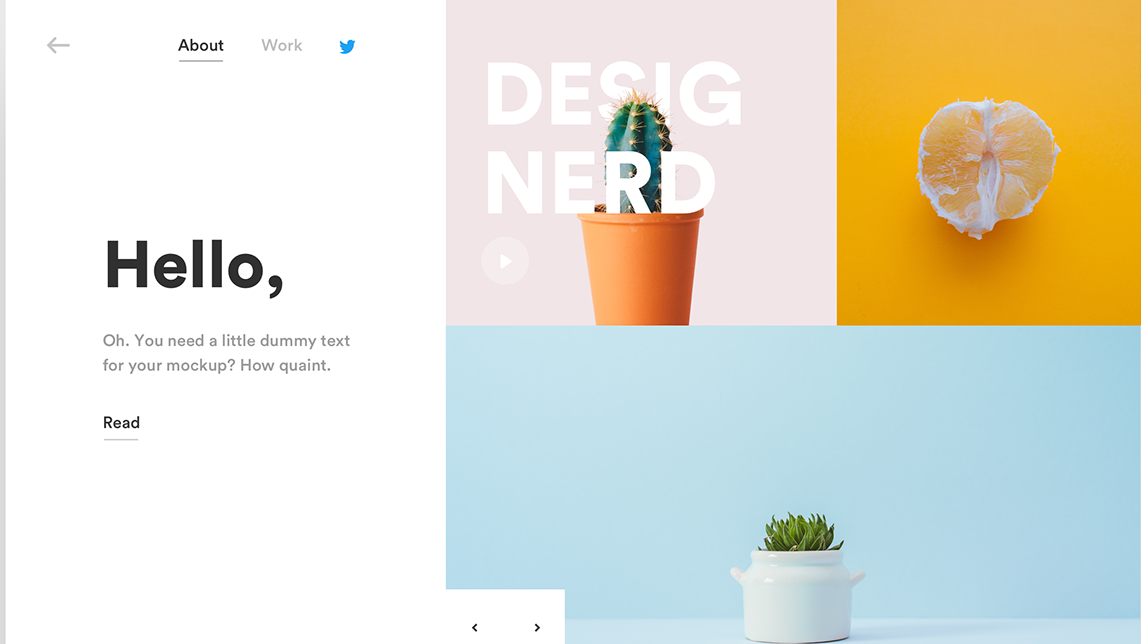 About
Work
Hello,
Oh. You need a little dummy text
for your mockup? How quaint.
Read
DESIG
NERD